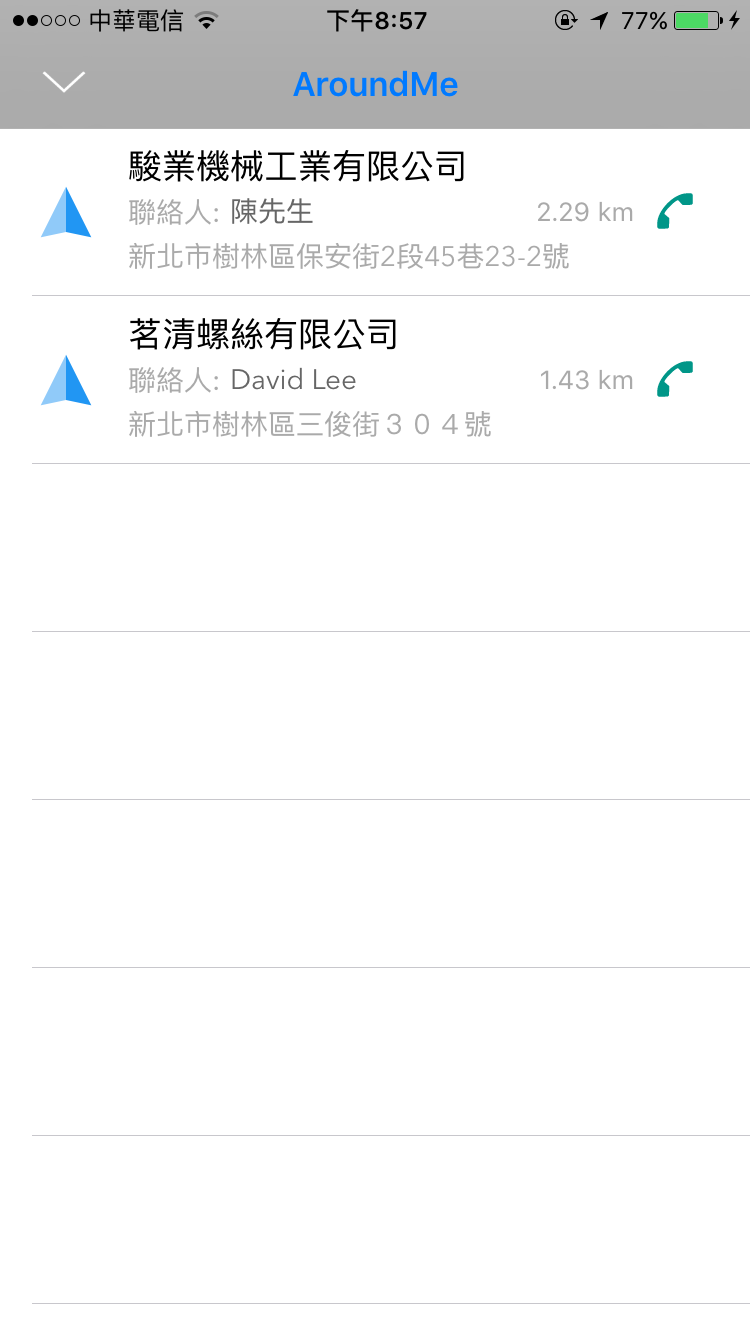 中華電信 下午8:57 77%
AroundMe
駿業機械工業有限公司
聯絡人: 陳先生 2.29 km
新北市樹林區保安街2段45巷23-2號
茗清螺絲有限公司
聯絡人: David Lee 1.43 km
新北市樹林區三俊街３０４號